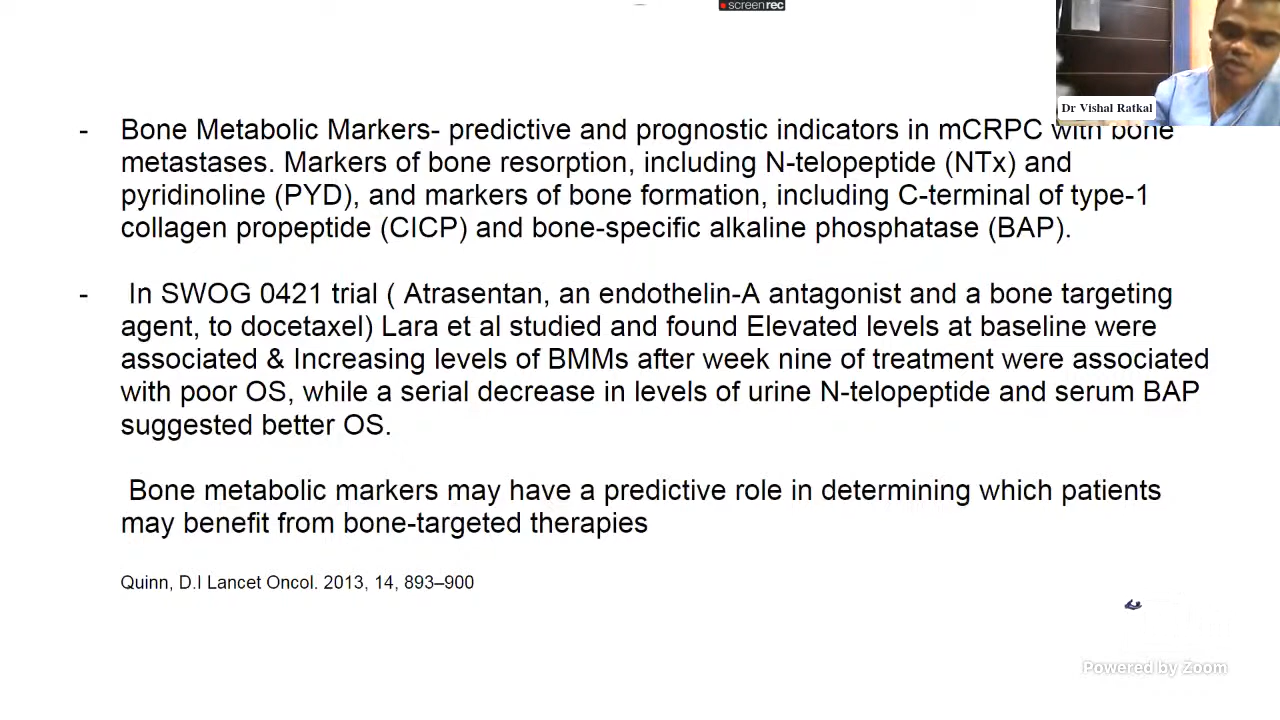 screenrec
Dr Vishal Ratkal
- Bone Metabolic Markers- predictive and prognostic indicators in mCRPC with bone
metastases. Markers of bone resorption, including N-telopeptide (NTx) and
pyridinoline (PYD), and markers of bone formation, including C-terminal of type-1
collagen propeptide (CICP) and bone-specific alkaline phosphatase (BAP).
- In SWOG 0421 trial ( Atrasentan, an endothelin-A antagonist and a bone targeting
agent, to docetaxel) Lara et al studied and found Elevated levels at baseline were
associated & Increasing levels of BMMs after week nine of treatment were associated
with poor OS, while a serial decrease in levels of urine N-telopeptide and serum BAP
suggested better OS.
Bone metabolic markers may have a predictive role in determining which patients
may benefit from bone-targeted therapies
Quinn, D.I Lancet Oncol. 2013, 14, 893–900
Powered by Zoom